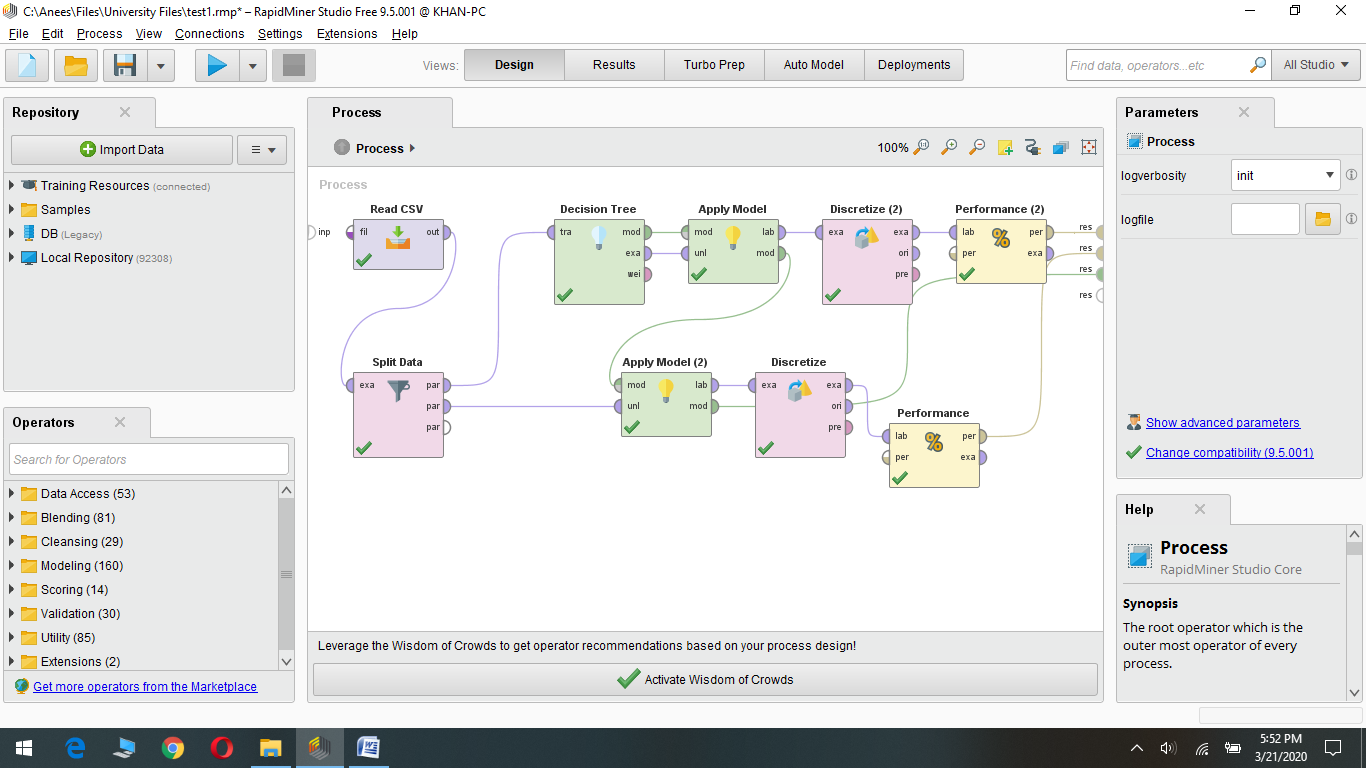 C:\Anees\Files\University Files\test1.rmp* – RapidMiner Studio Free 9.5.001 @ KHAN-PC
File Edit Process View Connections Settings Extensions Help
Views: Design Results Turbo Prep Auto Model Deployments
Find data, operators...etc All Studio
Repository
Import Data
Training Resources (connected)
Samples
DB (Legacy)
Local Repository (92308)
Operators
Search for Operators
Data Access (53)
Blending (81)
Cleansing (29)
Modeling (160)
Scoring (14)
Validation (30)
Utility (85)
Extensions (2)
Get more operators from the Marketplace
Process
Process
100%
Process
Read CSV
inp fil out
Decision Tree
tra mod
exa
wei
Apply Model
mod lab
unl mod
Discretize (2)
exa exa
ori
pre
Performance (2)
lab per
per exa
res
res
res
res
Split Data
exa par
par
par
Apply Model (2)
mod lab
unl mod
Discretize
exa exa
ori
pre
Performance
lab per
per exa
Leverage the Wisdom of Crowds to get operator recommendations based on your process design!
Activate Wisdom of Crowds
Parameters
Process
logverbosity init
logfile
Show advanced parameters
Change compatibility (9.5.001)
Help
Process
RapidMiner Studio Core
Synopsis
The root operator which is the
outer most operator of every
process.
5:52 PM
3/21/2020